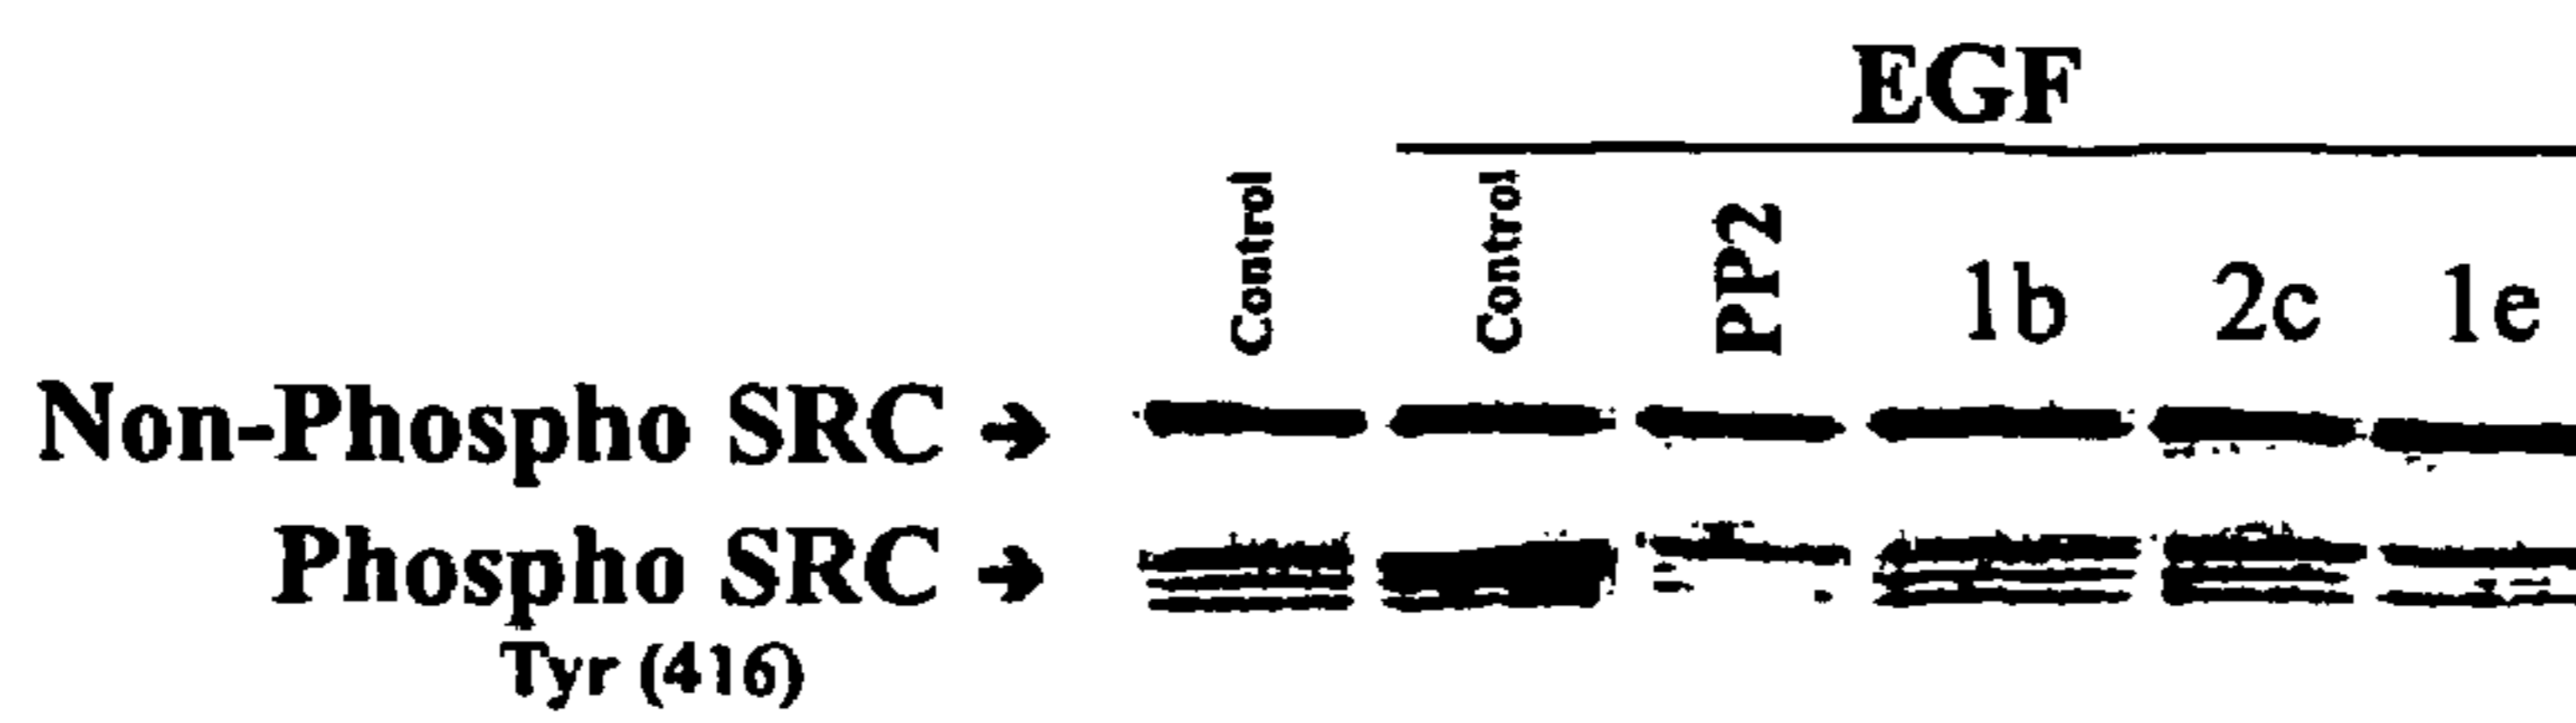 EGF
Control Control PP2 1b 2c 1e
Non-Phospho SRC →
Phospho SRC →
Tyr (416)